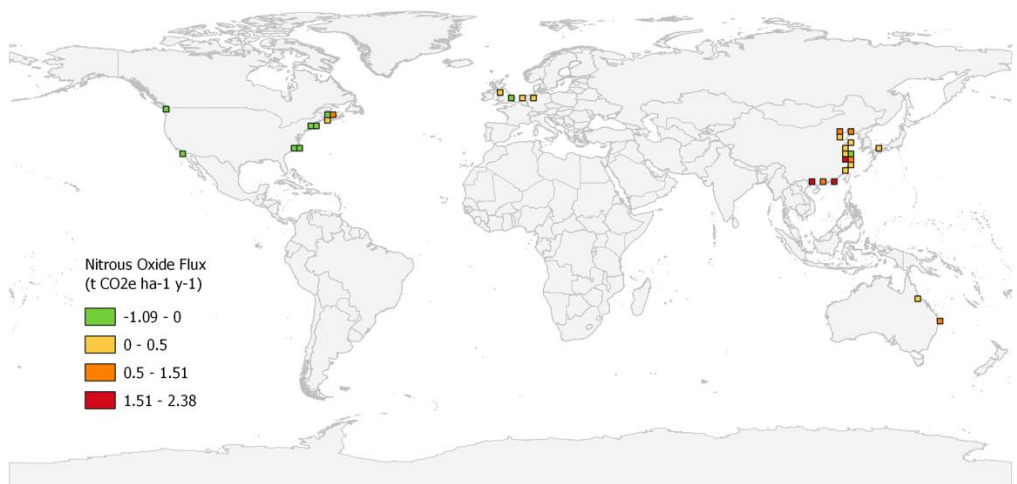 Nitrous Oxide Flux
(t CO2e ha-1 y-1)
-1.09 - 0
0 - 0.5
0.5 - 1.51
1.51 - 2.38